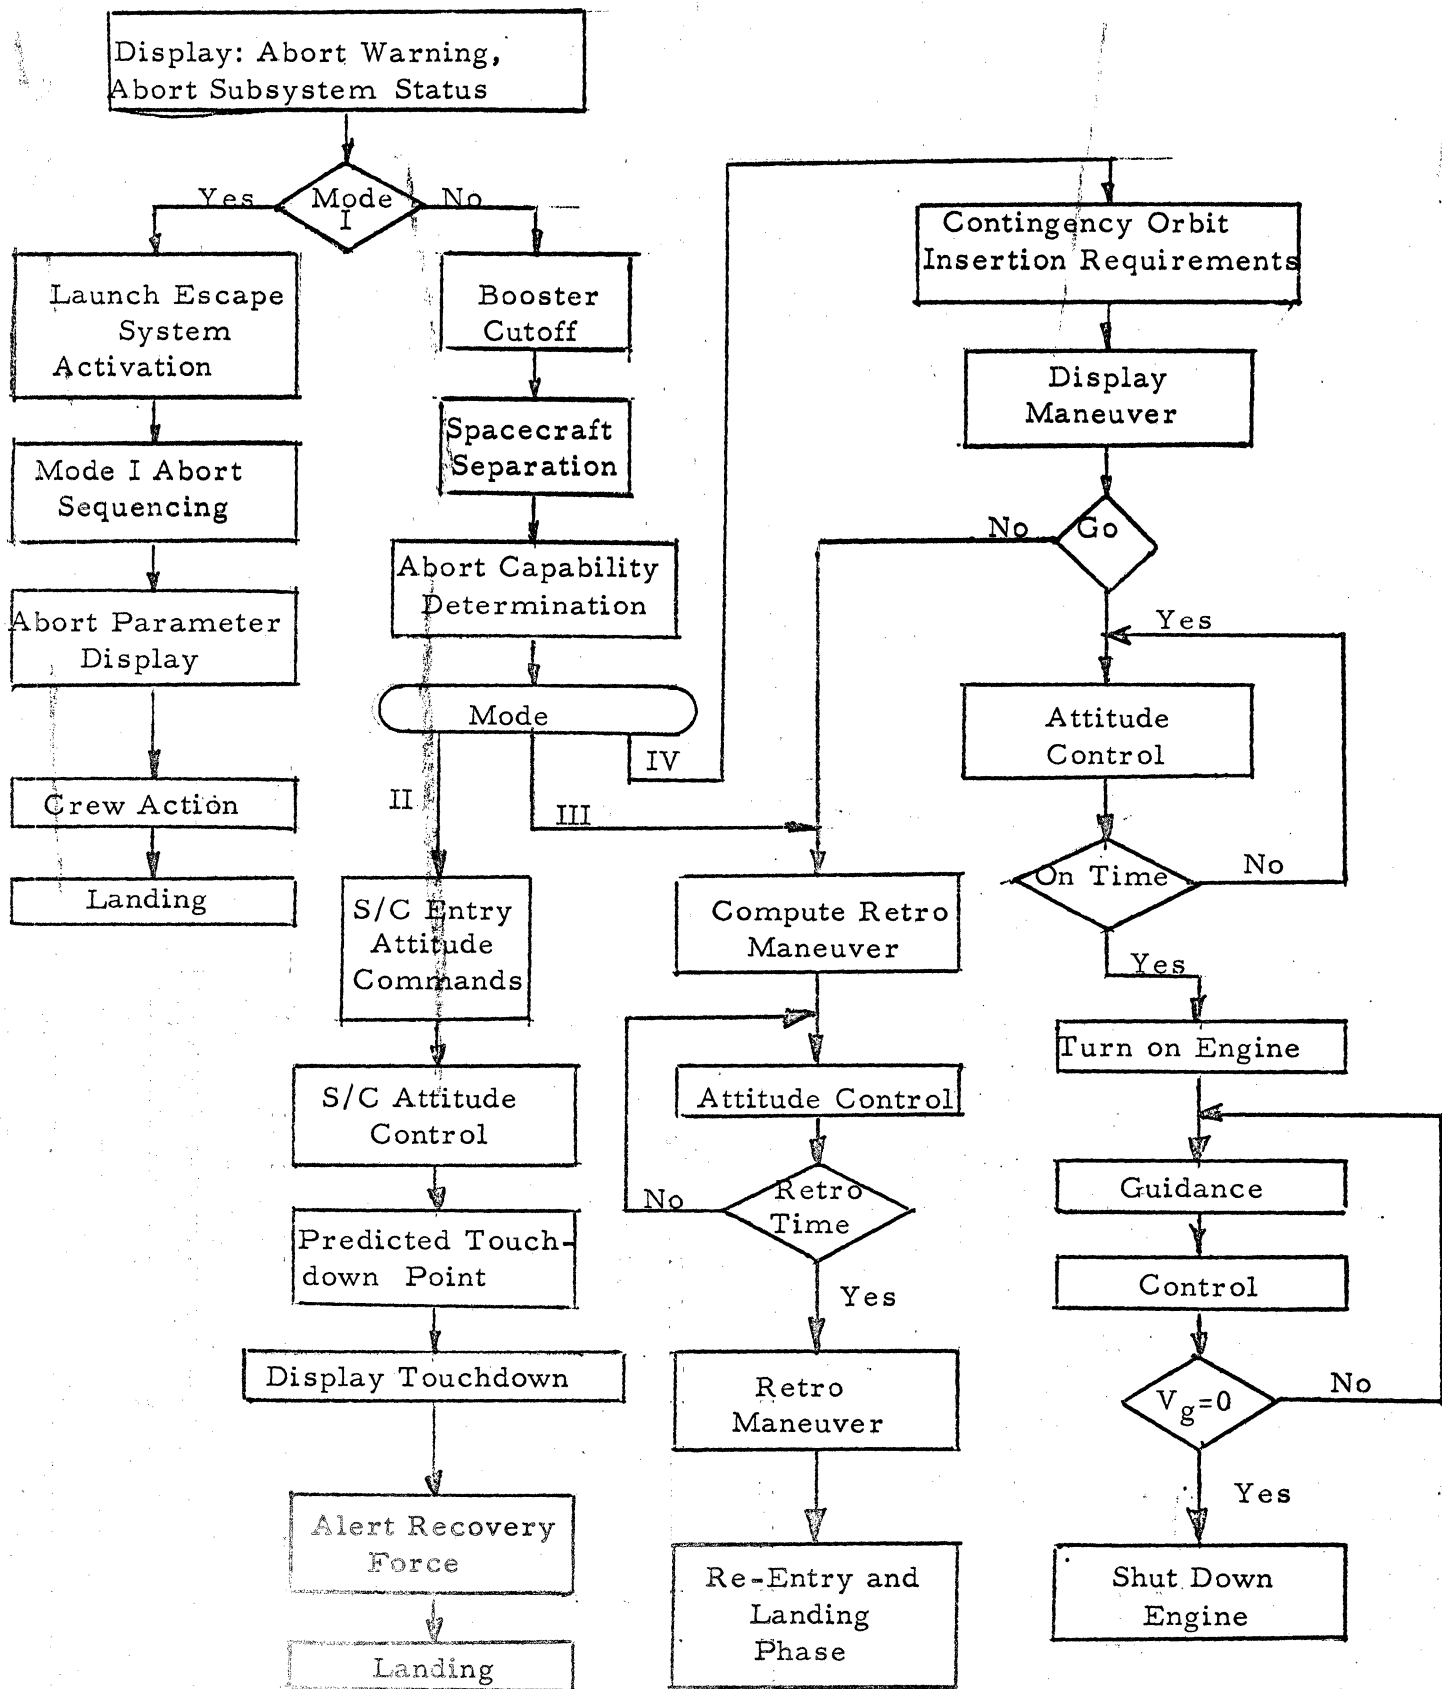 Display: Abort Warning,
Abort Subsystem Status
Yes
Mode
I
No
Launch Escape
System
Activation
Mode I Abort
Sequencing
Abort Parameter
Display
Crew Action
Landing
Booster
Cutoff
Spacecraft
Separation
Abort Capability
Determination
Mode
II
III
IV
S/C Entry
Attitude
Commands
S/C Attitude
Control
Predicted Touch-
down Point
Display Touchdown
Alert Recovery
Force
Landing
Compute Retro
Maneuver
Attitude Control
No
Retro
Time
Yes
Retro
Maneuver
Re-Entry and
Landing
Phase
Contingency Orbit
Insertion Requirements
Display
Maneuver
No
Go
Yes
Attitude
Control
On Time
No
Yes
Turn on Engine
Guidance
Control
Vg=0
No
Yes
Shut Down
Engine